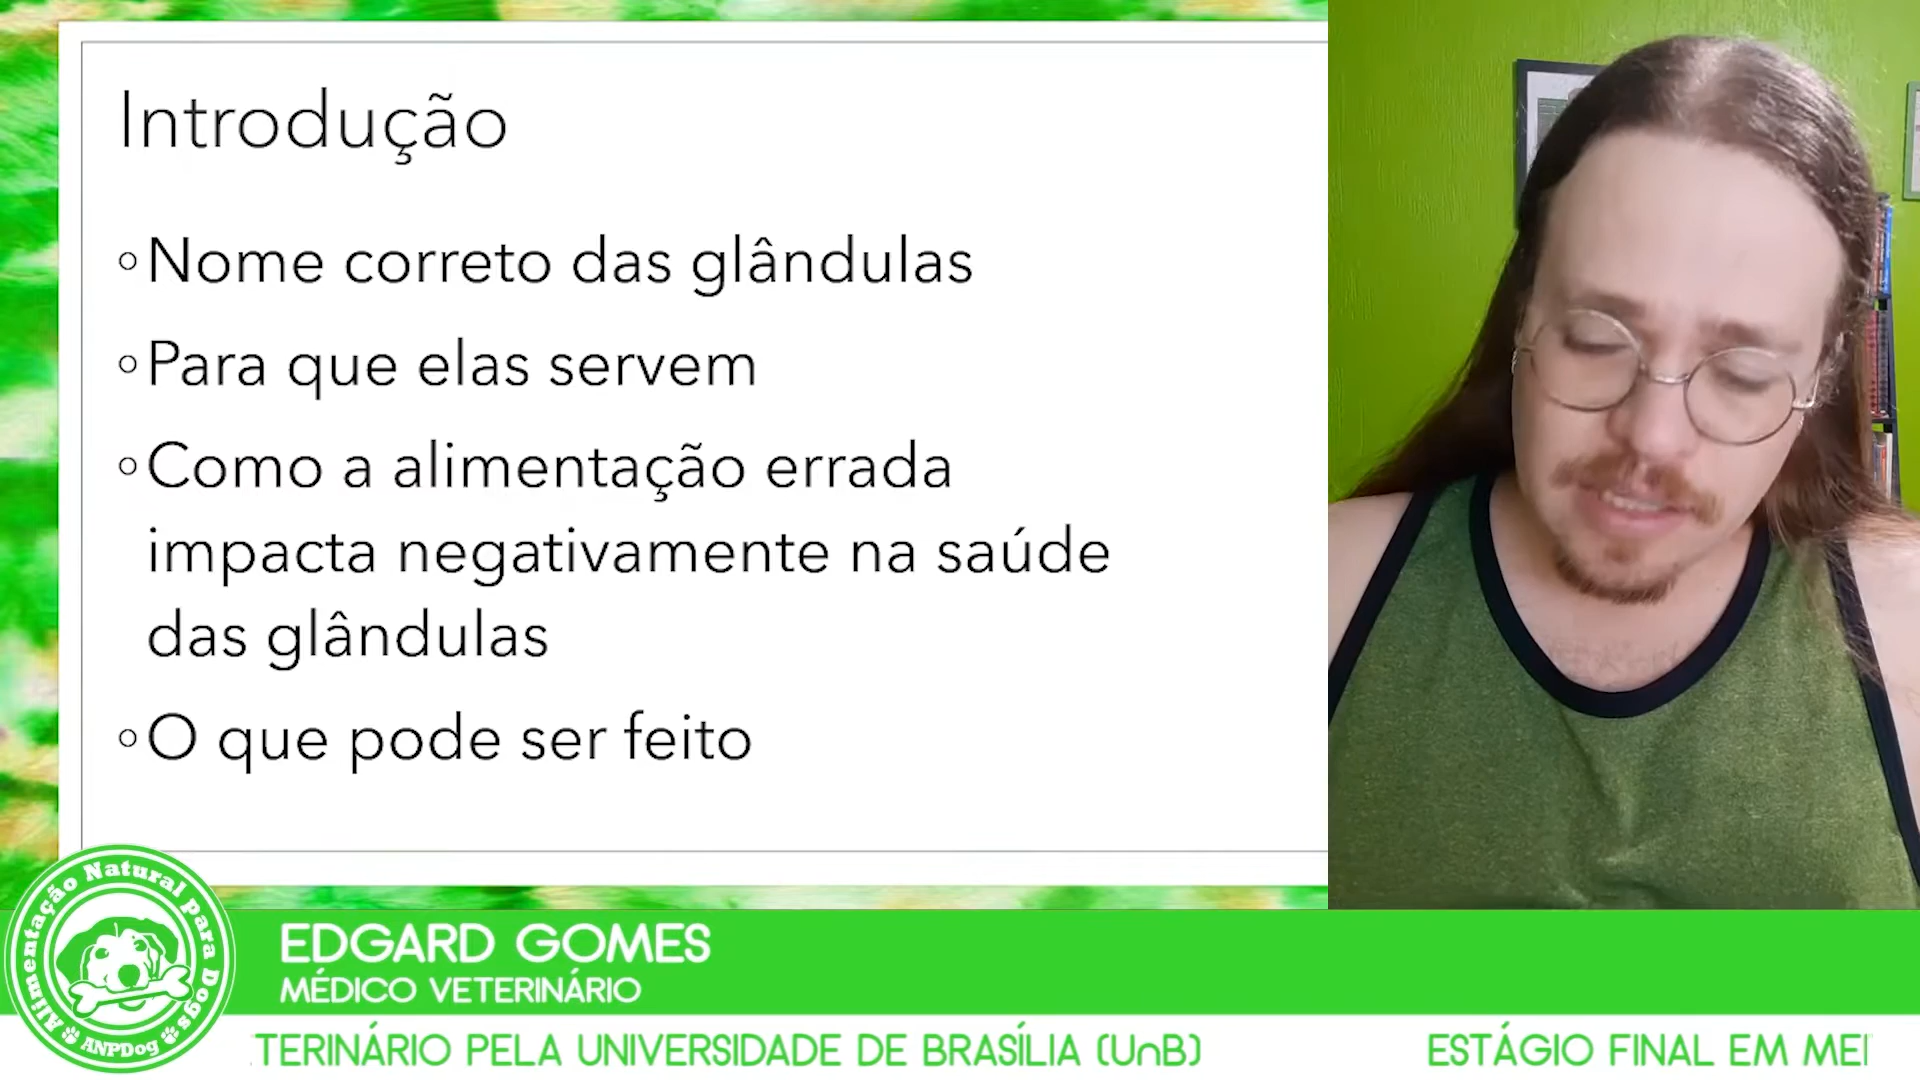 Introdução
Nome correto das glândulas
Para que elas servem
Como a alimentação errada
impacta negativamente na saúde
das glândulas
O que pode ser feito
Alimentação Natural Para Dogs
ANPDog
EDGARD GOMES
MÉDICO VETERINÁRIO
TERINÁRIO PELA UNIVERSIDADE DE BRASÍLIA (UnB) ESTÁGIO FINAL EM